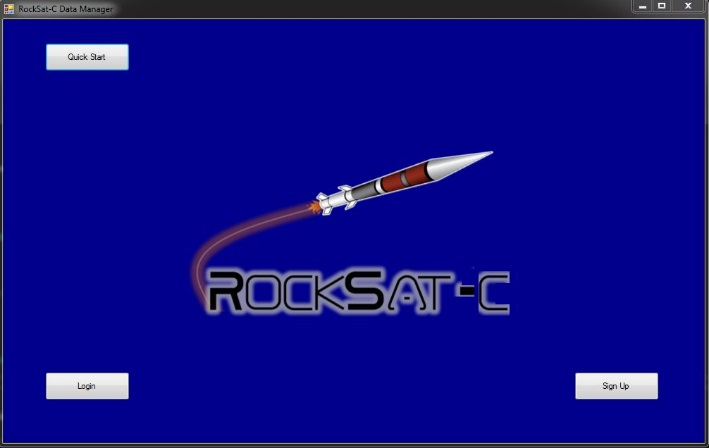 RockSat-C Data Manager
Quick Start
ROCKSAT-C
Login
Sign Up